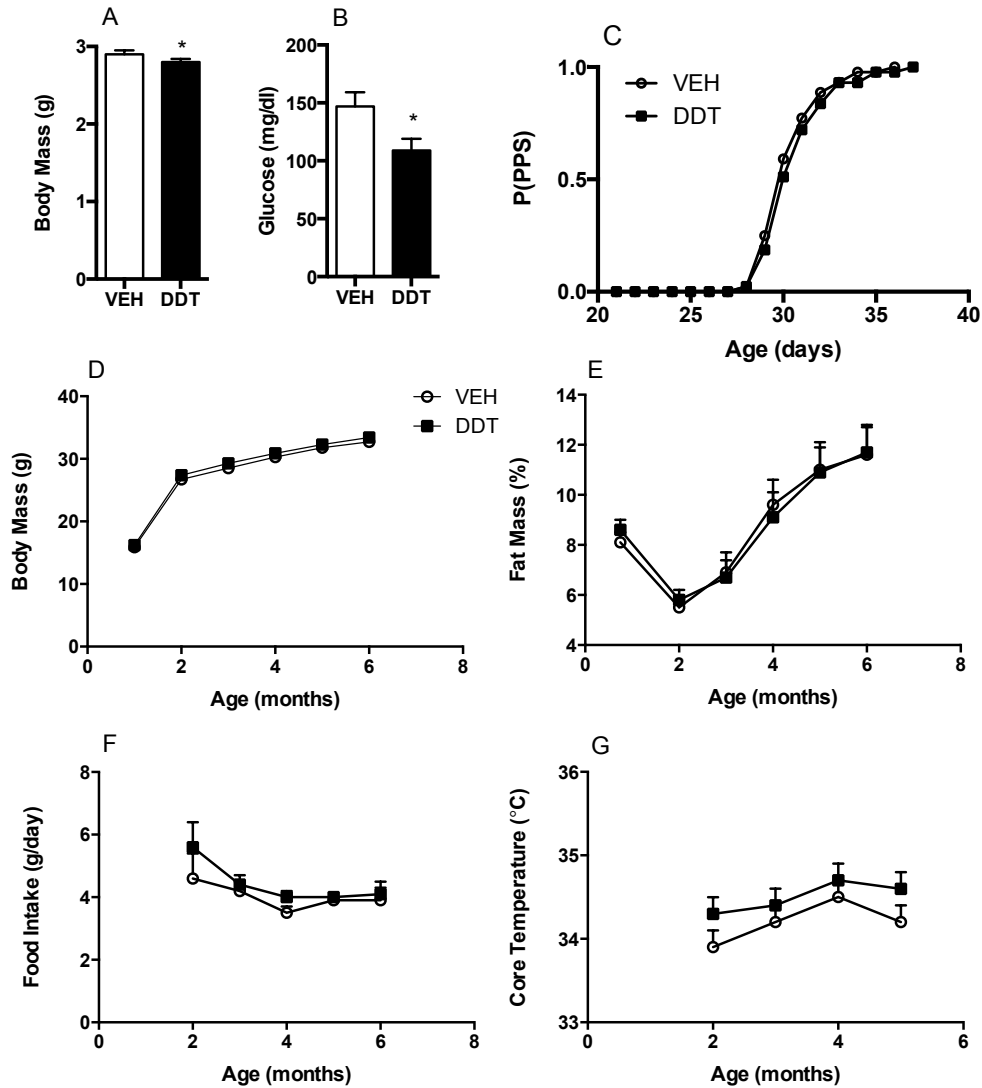 A
Body Mass (g)
3
2
1
0
*
VEH DDT
B
Glucose (mg/dl)
200
150
100
50
0
*
VEH DDT
C
P(PPS)
1.0
0.5
0.0
VEH
DDT
20 25 30 35 40
Age (days)
D
Body Mass (g)
40
30
20
10
0
VEH
DDT
0 2 4 6 8
Age (months)
E
Fat Mass (%)
14
12
10
8
6
4
0 2 4 6 8
Age (months)
F
Food Intake (g/day)
8
6
4
2
0
0 2 4 6 8
Age (months)
G
Core Temperature (°C)
36
35
34
33
0 2 4 6
Age (months)